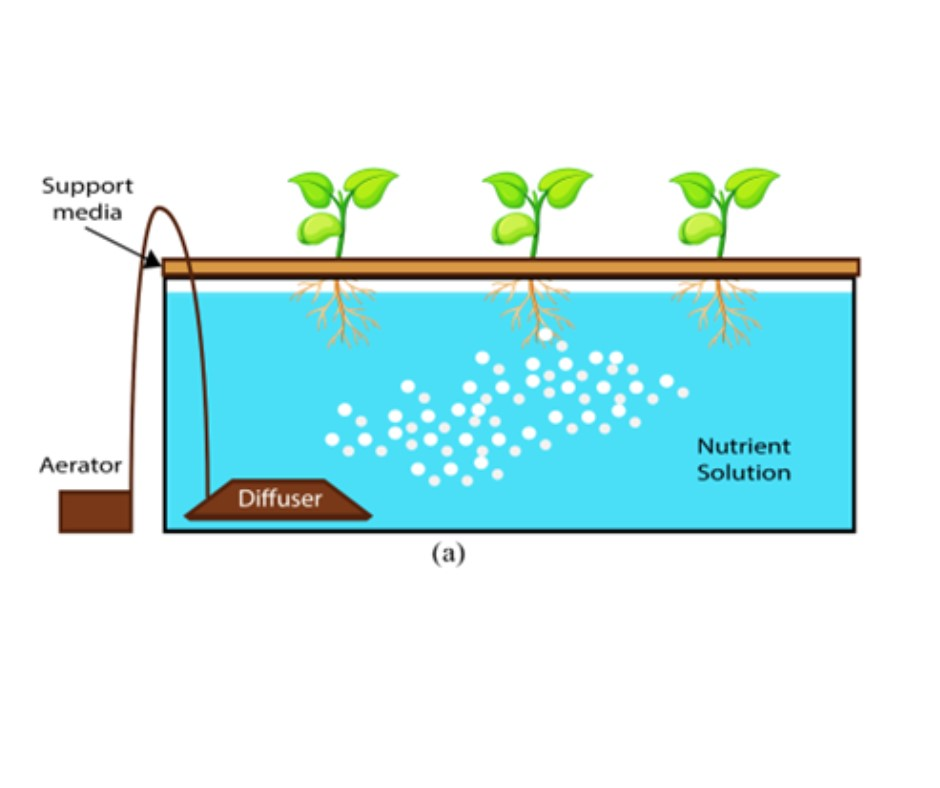 Support
media
Aerator
Diffuser
Nutrient
Solution
(a)